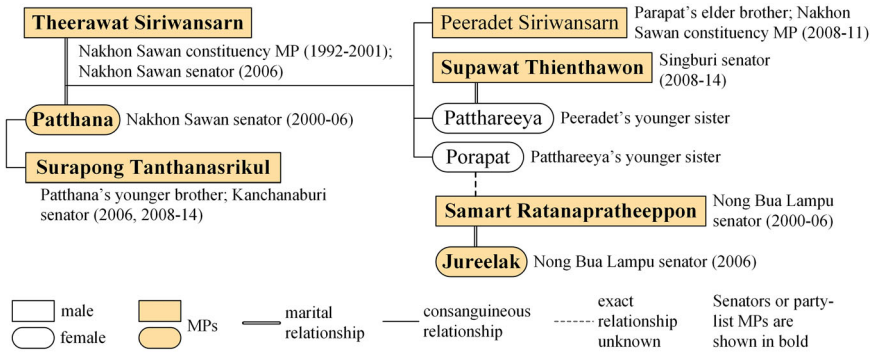 Theerawat Siriwansarn
Nakhon Sawan constituency MP (1992-2001);
Nakhon Sawan senator (2006)
Patthana
Nakhon Sawan senator (2000-06)
Surapong Tanthanasrikul
Patthana's younger brother; Kanchanaburi
senator (2006, 2008-14)
Peeradet Siriwansarn
Parapat's elder brother; Nakhon
Sawan constituency MP (2008-11)
Supawat Thienthawon
Singburi senator
(2008-14)
Patthareeya
Peeradet's younger sister
Porapat
Patthareeya's younger sister
Samart Ratanapratheeppon
Nong Bua Lampu
senator (2000-06)
Jureelak
Nong Bua Lampu senator (2006)
male
female
MPs
marital
relationship
consanguineous
relationship
exact
relationship
unknown
Senators or party-
list MPs are
shown in bold